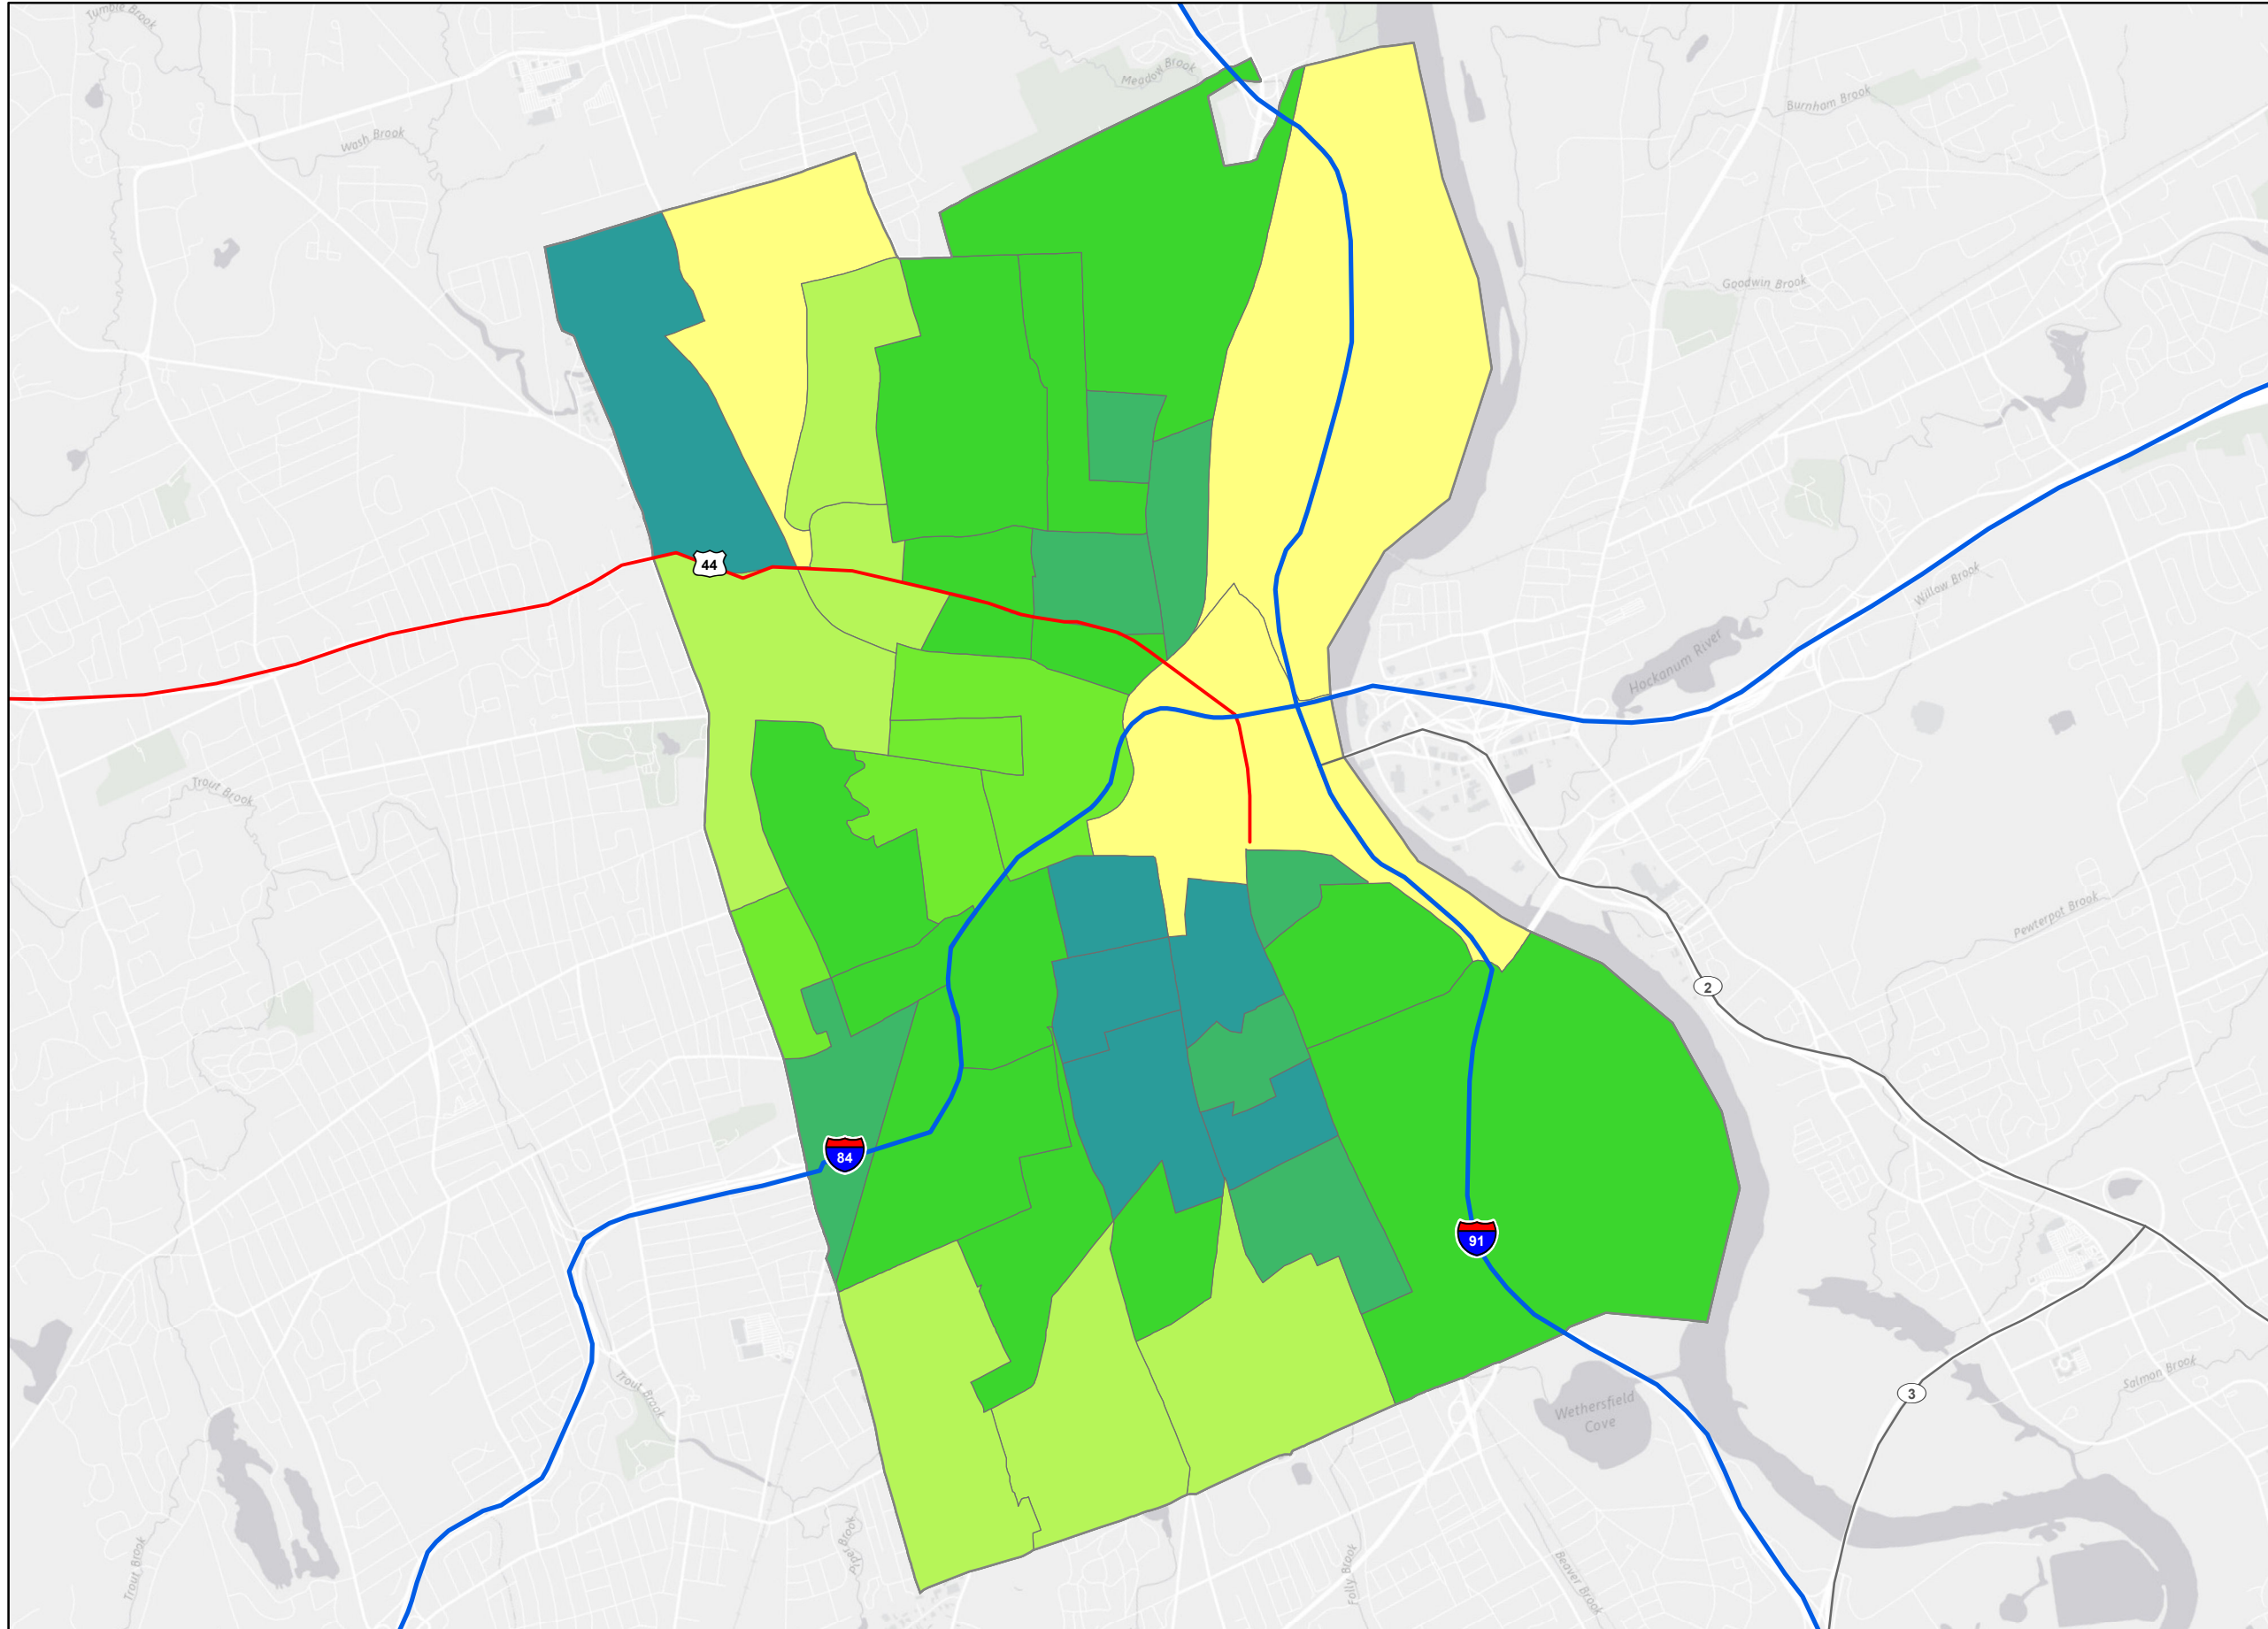 Tumble Brook
Meadow Brook
Burnham Brook
Wash Brook
Goodwin Brook
44
Willow Brook
Hockanum River
Trout Brook
Pewterpot Brook
2
84
91
Salmon Brook
3
Trout Brook
Wethersfield
Cove
Trout Brook
Piper Brook
Folly Brook
Beaver Brook